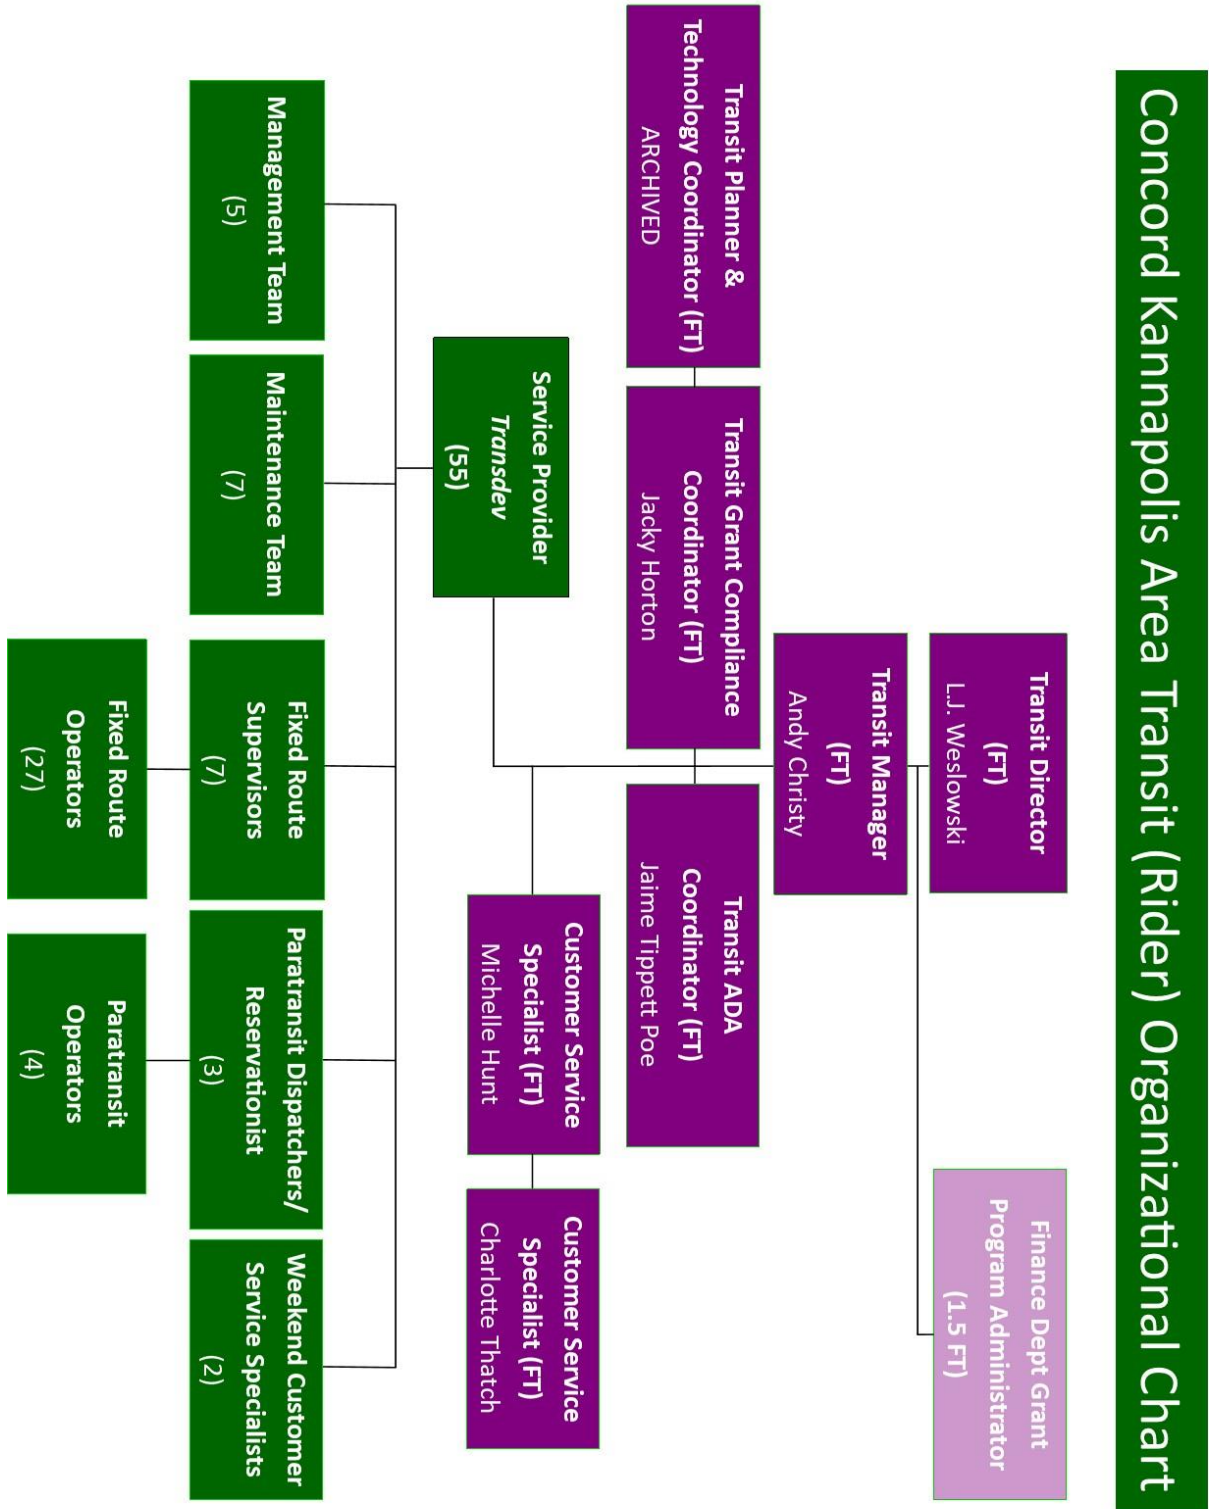 Concord Kannapolis Area Transit (Rider) Organizational Chart
Transit Director
(FT)
L.J. Weslowski
Finance Dept Grant
Program Administrator
(1.5 FT)
Transit Manager
(FT)
Andy Christy
Transit Planner &
Technology Coordinator (FT)
ARCHIVED
Transit Grant Compliance
Coordinator (FT)
Jacky Horton
Transit ADA
Coordinator (FT)
Jaime Tippett Poe
Service Provider
Transdev
(55)
Customer Service
Specialist (FT)
Michelle Hunt
Customer Service
Specialist (FT)
Charlotte Thatch
Management Team
(5)
Maintenance Team
(7)
Fixed Route
Supervisors
(7)
Paratransit Dispatchers/
Reservationist
(3)
Weekend Customer
Service Specialists
(2)
Fixed Route
Operators
(27)
Paratransit
Operators
(4)